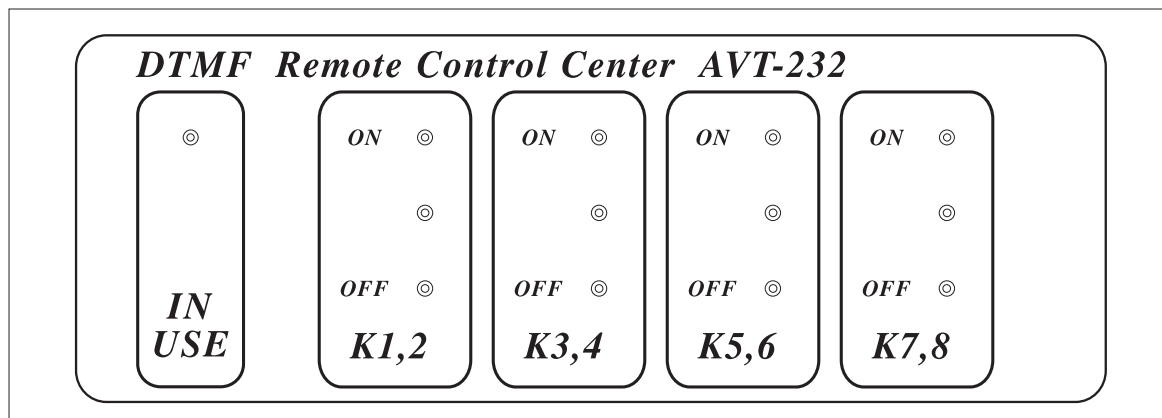 DTMF Remote Control Center AVT-232
ON ON ON ON
OFF OFF OFF OFF
IN
USE
K1,2 K3,4 K5,6 K7,8